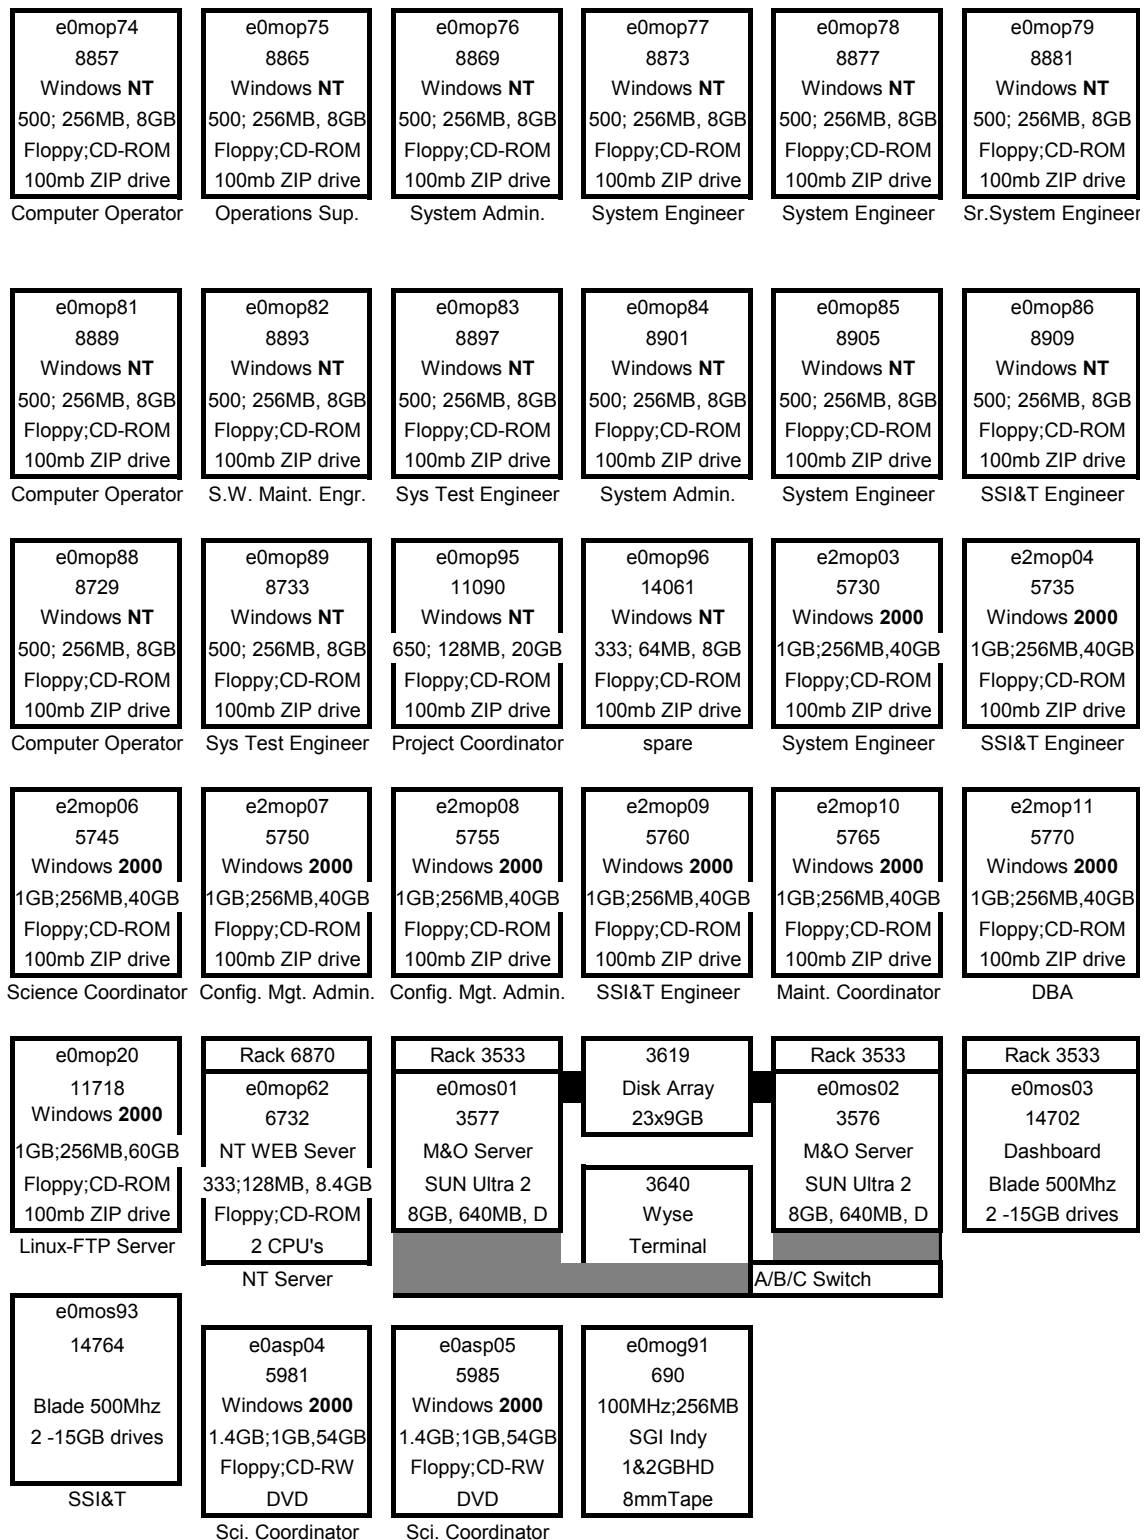 e0mop74
8857
Windows NT
500; 256MB, 8GB
Floppy;CD-ROM
100mb ZIP drive
Computer Operator
e0mop75
8865
Windows NT
500; 256MB, 8GB
Floppy;CD-ROM
100mb ZIP drive
Operations Sup.
e0mop76
8869
Windows NT
500; 256MB, 8GB
Floppy;CD-ROM
100mb ZIP drive
System Admin.
e0mop77
8873
Windows NT
500; 256MB, 8GB
Floppy;CD-ROM
100mb ZIP drive
System Engineer
e0mop78
8877
Windows NT
500; 256MB, 8GB
Floppy;CD-ROM
100mb ZIP drive
System Engineer
e0mop79
8881
Windows NT
500; 256MB, 8GB
Floppy;CD-ROM
100mb ZIP drive
Sr.System Engineer
e0mop81
8889
Windows NT
500; 256MB, 8GB
Floppy;CD-ROM
100mb ZIP drive
Computer Operator
e0mop82
8893
Windows NT
500; 256MB, 8GB
Floppy;CD-ROM
100mb ZIP drive
S.W. Maint. Engr.
e0mop83
8897
Windows NT
500; 256MB, 8GB
Floppy;CD-ROM
100mb ZIP drive
Sys Test Engineer
e0mop84
8901
Windows NT
500; 256MB, 8GB
Floppy;CD-ROM
100mb ZIP drive
System Admin.
e0mop85
8905
Windows NT
500; 256MB, 8GB
Floppy;CD-ROM
100mb ZIP drive
System Engineer
e0mop86
8909
Windows NT
500; 256MB, 8GB
Floppy;CD-ROM
100mb ZIP drive
SSI&T Engineer
e0mop88
8729
Windows NT
500; 256MB, 8GB
Floppy;CD-ROM
100mb ZIP drive
Computer Operator
e0mop89
8733
Windows NT
500; 256MB, 8GB
Floppy;CD-ROM
100mb ZIP drive
Sys Test Engineer
e0mop95
11090
Windows NT
650; 128MB, 20GB
Floppy;CD-ROM
100mb ZIP drive
Project Coordinator
e0mop96
14061
Windows NT
333; 64MB, 8GB
Floppy;CD-ROM
100mb ZIP drive
spare
e2mop03
5730
Windows 2000
1GB;256MB,40GB
Floppy;CD-ROM
100mb ZIP drive
System Engineer
e2mop04
5735
Windows 2000
1GB;256MB,40GB
Floppy;CD-ROM
100mb ZIP drive
SSI&T Engineer
e2mop06
5745
Windows 2000
1GB;256MB,40GB
Floppy;CD-ROM
100mb ZIP drive
Science Coordinator
e2mop07
5750
Windows 2000
1GB;256MB,40GB
Floppy;CD-ROM
100mb ZIP drive
Config. Mgt. Admin.
e2mop08
5755
Windows 2000
1GB;256MB,40GB
Floppy;CD-ROM
100mb ZIP drive
Config. Mgt. Admin.
e2mop09
5760
Windows 2000
1GB;256MB,40GB
Floppy;CD-ROM
100mb ZIP drive
SSI&T Engineer
e2mop10
5765
Windows 2000
1GB;256MB,40GB
Floppy;CD-ROM
100mb ZIP drive
Maint. Coordinator
e2mop11
5770
Windows 2000
1GB;256MB,40GB
Floppy;CD-ROM
100mb ZIP drive
DBA
e0mop20
11718
Windows 2000
1GB;256MB,60GB
Floppy;CD-ROM
100mb ZIP drive
Linux-FTP Server
Rack 6870
e0mop62
6732
NT WEB Sever
333;128MB, 8.4GB
Floppy;CD-ROM
2 CPU's
NT Server
Rack 3533
e0mos01
3577
M&O Server
SUN Ultra 2
8GB, 640MB, D
3619
Disk Array
23x9GB
3640
Wyse
Terminal
Rack 3533
e0mos02
3576
M&O Server
SUN Ultra 2
8GB, 640MB, D
A/B/C Switch
Rack 3533
e0mos03
14702
Dashboard
Blade 500Mhz
2 -15GB drives
e0mos93
14764
Blade 500Mhz
2 -15GB drives
SSI&T
e0asp04
5981
Windows 2000
1.4GB;1GB,54GB
Floppy;CD-RW
DVD
Sci. Coordinator
e0asp05
5985
Windows 2000
1.4GB;1GB,54GB
Floppy;CD-RW
DVD
Sci. Coordinator
e0mog91
690
100MHz;256MB
SGI Indy
1&2GBHD
8mmTape